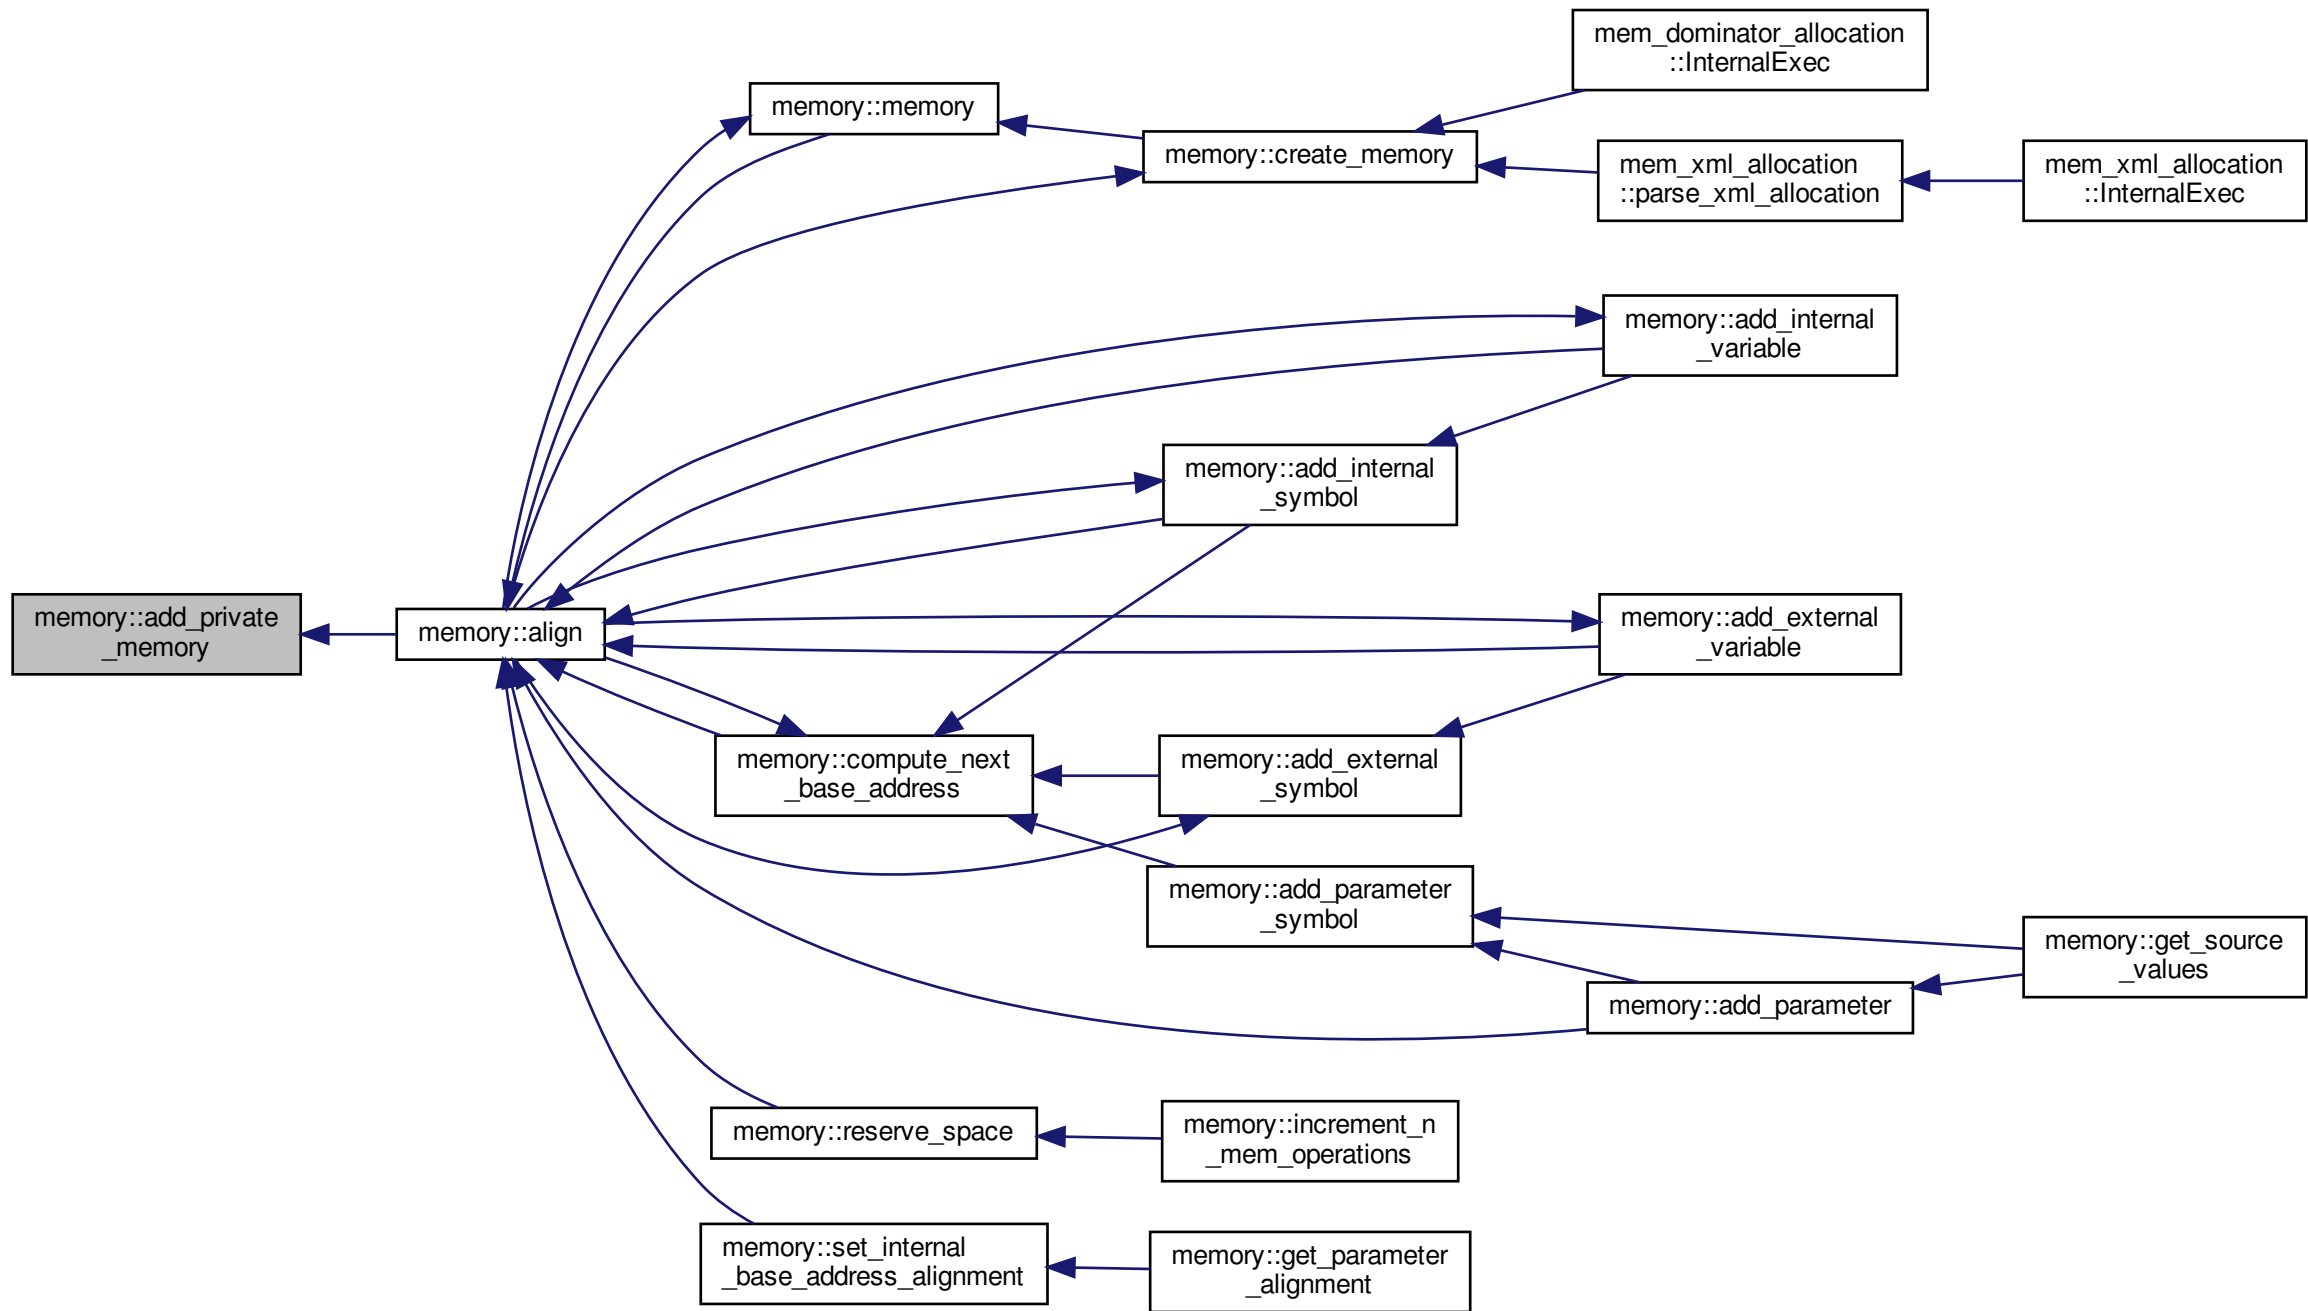 mem_dominator_allocation
::InternalExec
memory::memory
memory::create_memory
mem_xml_allocation
::parse_xml_allocation
mem_xml_allocation
::InternalExec
memory::add_internal
_variable
memory::add_internal
_symbol
memory::add_private
_memory
memory::align
memory::add_external
_variable
memory::compute_next
_base_address
memory::add_external
_symbol
memory::add_parameter
_symbol
memory::get_source
_values
memory::add_parameter
memory::reserve_space
memory::increment_n
_mem_operations
memory::set_internal
_base_address_alignment
memory::get_parameter
_alignment